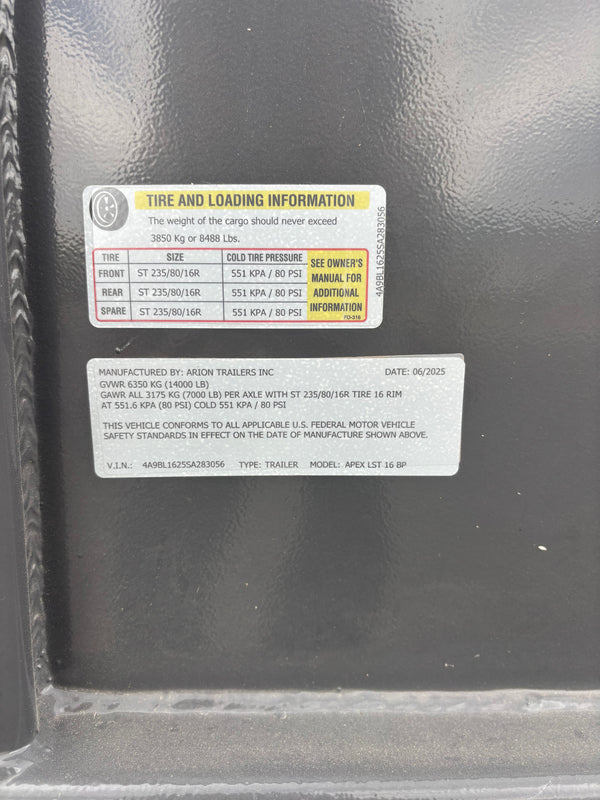 TIRE AND LOADING INFORMATION
The weight of the cargo should never exceed
3850 Kg or 8488 Lbs.
TIRE SIZE COLD TIRE PRESSURE
FRONT ST 235/80/16R 551 KPA / 80 PSI
REAR ST 235/80/16R 551 KPA / 80 PSI
SPARE ST 235/80/16R 551 KPA / 80 PSI
SEE OWNER'S
MANUAL FOR
ADDITIONAL
INFORMATION
FO-316
4A9BL1625SA283056
MANUFACTURED BY: ARION TRAILERS INC DATE: 06/2025
GVWR 6350 KG (14000 LB)
GAWR ALL 3175 KG (7000 LB) PER AXLE WITH ST 235/80/16R TIRE 16 RIM
AT 551.6 KPA (80 PSI) COLD 551 KPA / 80 PSI
THIS VEHICLE CONFORMS TO ALL APPLICABLE U.S. FEDERAL MOTOR VEHICLE
SAFETY STANDARDS IN EFFECT ON THE DATE OF MANUFACTURE SHOWN ABOVE.
V.I.N.: 4A9BL1625SA283056 TYPE: TRAILER MODEL: APEX LST 16 BP